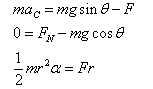 ma_C = mg sin θ − F
0 = F_N − mg cos θ
1/2 mr²α = Fr